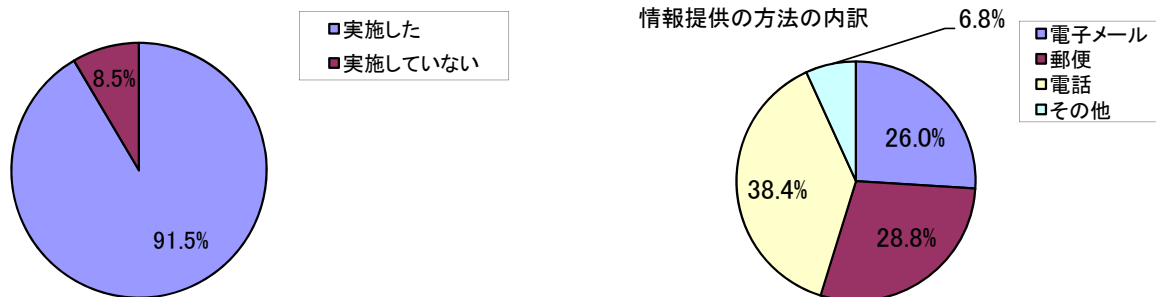 実施した
実施していない
8.5%
91.5%
情報提供の方法の内訳
6.8%
電子メール
郵便
電話
その他
26.0%
38.4%
28.8%